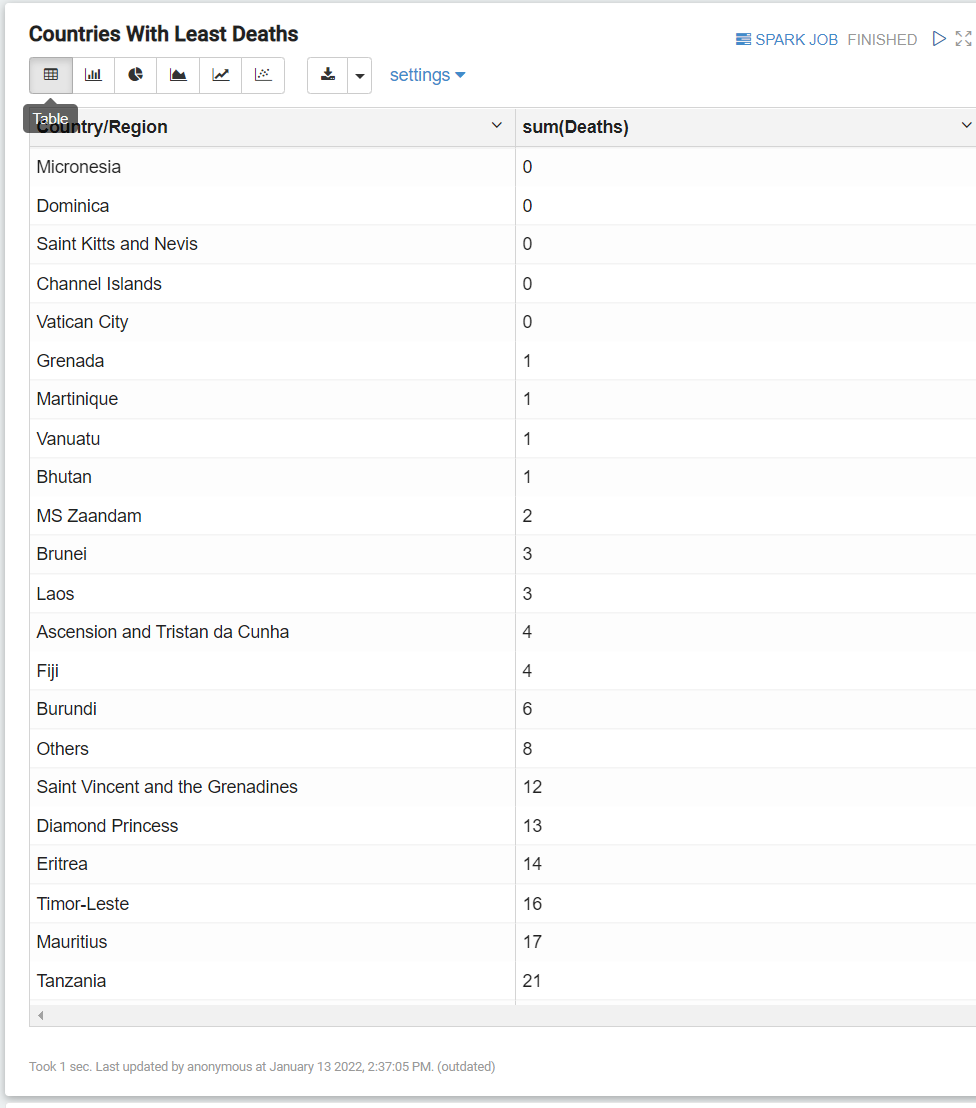 Countries With Least Deaths
SPARK JOB FINISHED
settings
Table
Country/Region sum(Deaths)
Micronesia 0
Dominica 0
Saint Kitts and Nevis 0
Channel Islands 0
Vatican City 0
Grenada 1
Martinique 1
Vanuatu 1
Bhutan 1
MS Zaandam 2
Brunei 3
Laos 3
Ascension and Tristan da Cunha 4
Fiji 4
Burundi 6
Others 8
Saint Vincent and the Grenadines 12
Diamond Princess 13
Eritrea 14
Timor-Leste 16
Mauritius 17
Tanzania 21
Took 1 sec. Last updated by anonymous at January 13 2022, 2:37:05 PM. (outdated)